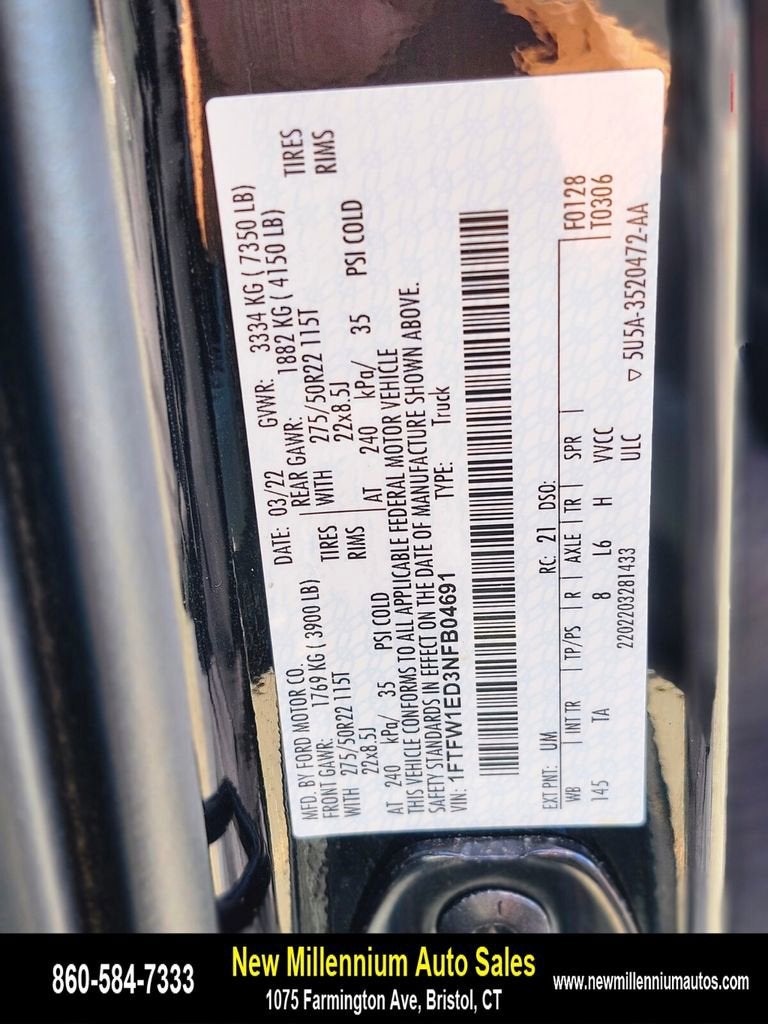 MFD. BY FORD MOTOR CO.
DATE: 03/22 GVWR: 3334 KG ( 7350 LB)
FRONT GAWR: 1769 KG ( 3900 LB)
REAR GAWR: 1882 KG ( 4150 LB)
WITH 275/50R22 115T TIRES
WITH 275/50R22 115T TIRES
22x8.5J RIMS
22x8.5J RIMS
AT 240 kPa/ 35 PSI COLD
AT 240 kPa/ 35 PSI COLD
THIS VEHICLE CONFORMS TO ALL APPLICABLE FEDERAL MOTOR VEHICLE
SAFETY STANDARDS IN EFFECT ON THE DATE OF MANUFACTURE SHOWN ABOVE.
VIN: 1FTFW1ED3NFB04691 TYPE: Truck
EXT PNT: UM RC: 21 DSO: F0128
WB INT TR TP/PS R AXLE TR SPR T0306
145 TA 8 L6 H VVCC
2202203281433 ULC ▽ 5U5A-3520472-AA
860-584-7333
New Millennium Auto Sales
1075 Farmington Ave, Bristol, CT
www.newmillenniumautos.com